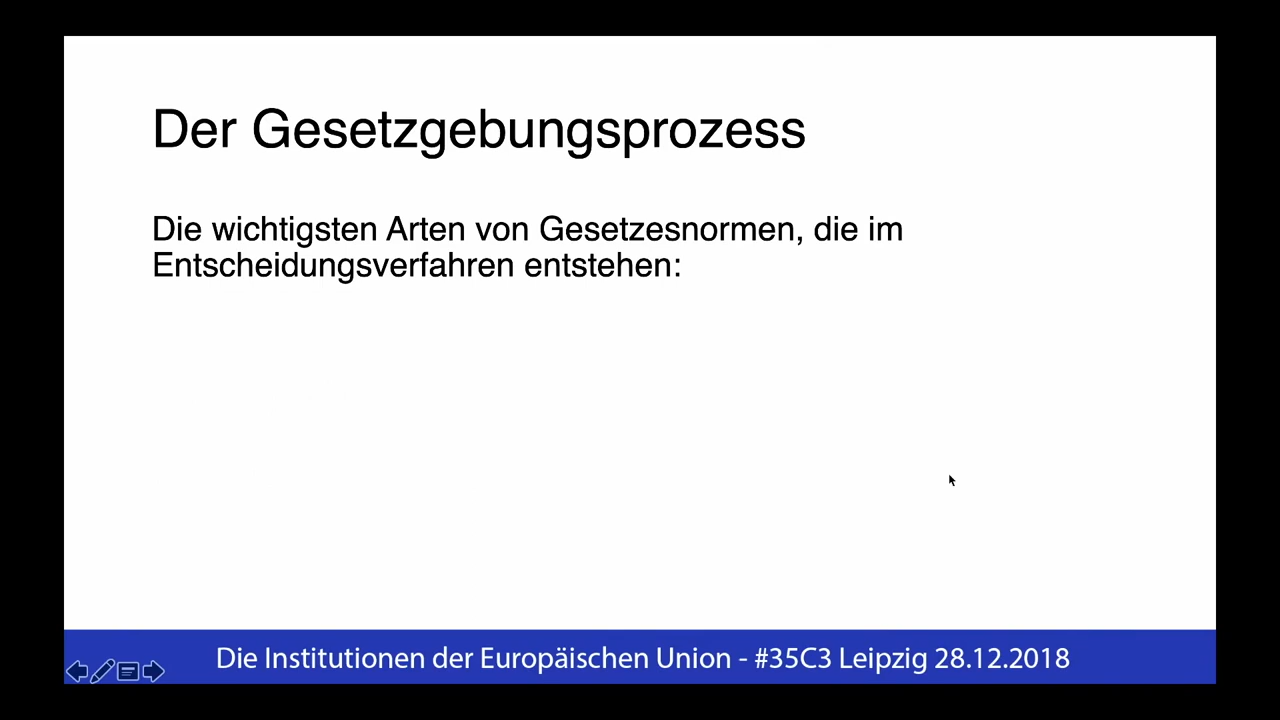 Der Gesetzgebungsprozess
Die wichtigsten Arten von Gesetzesnormen, die im
Entscheidungsverfahren entstehen:
Die Institutionen der Europäischen Union - #35C3 Leipzig 28.12.2018